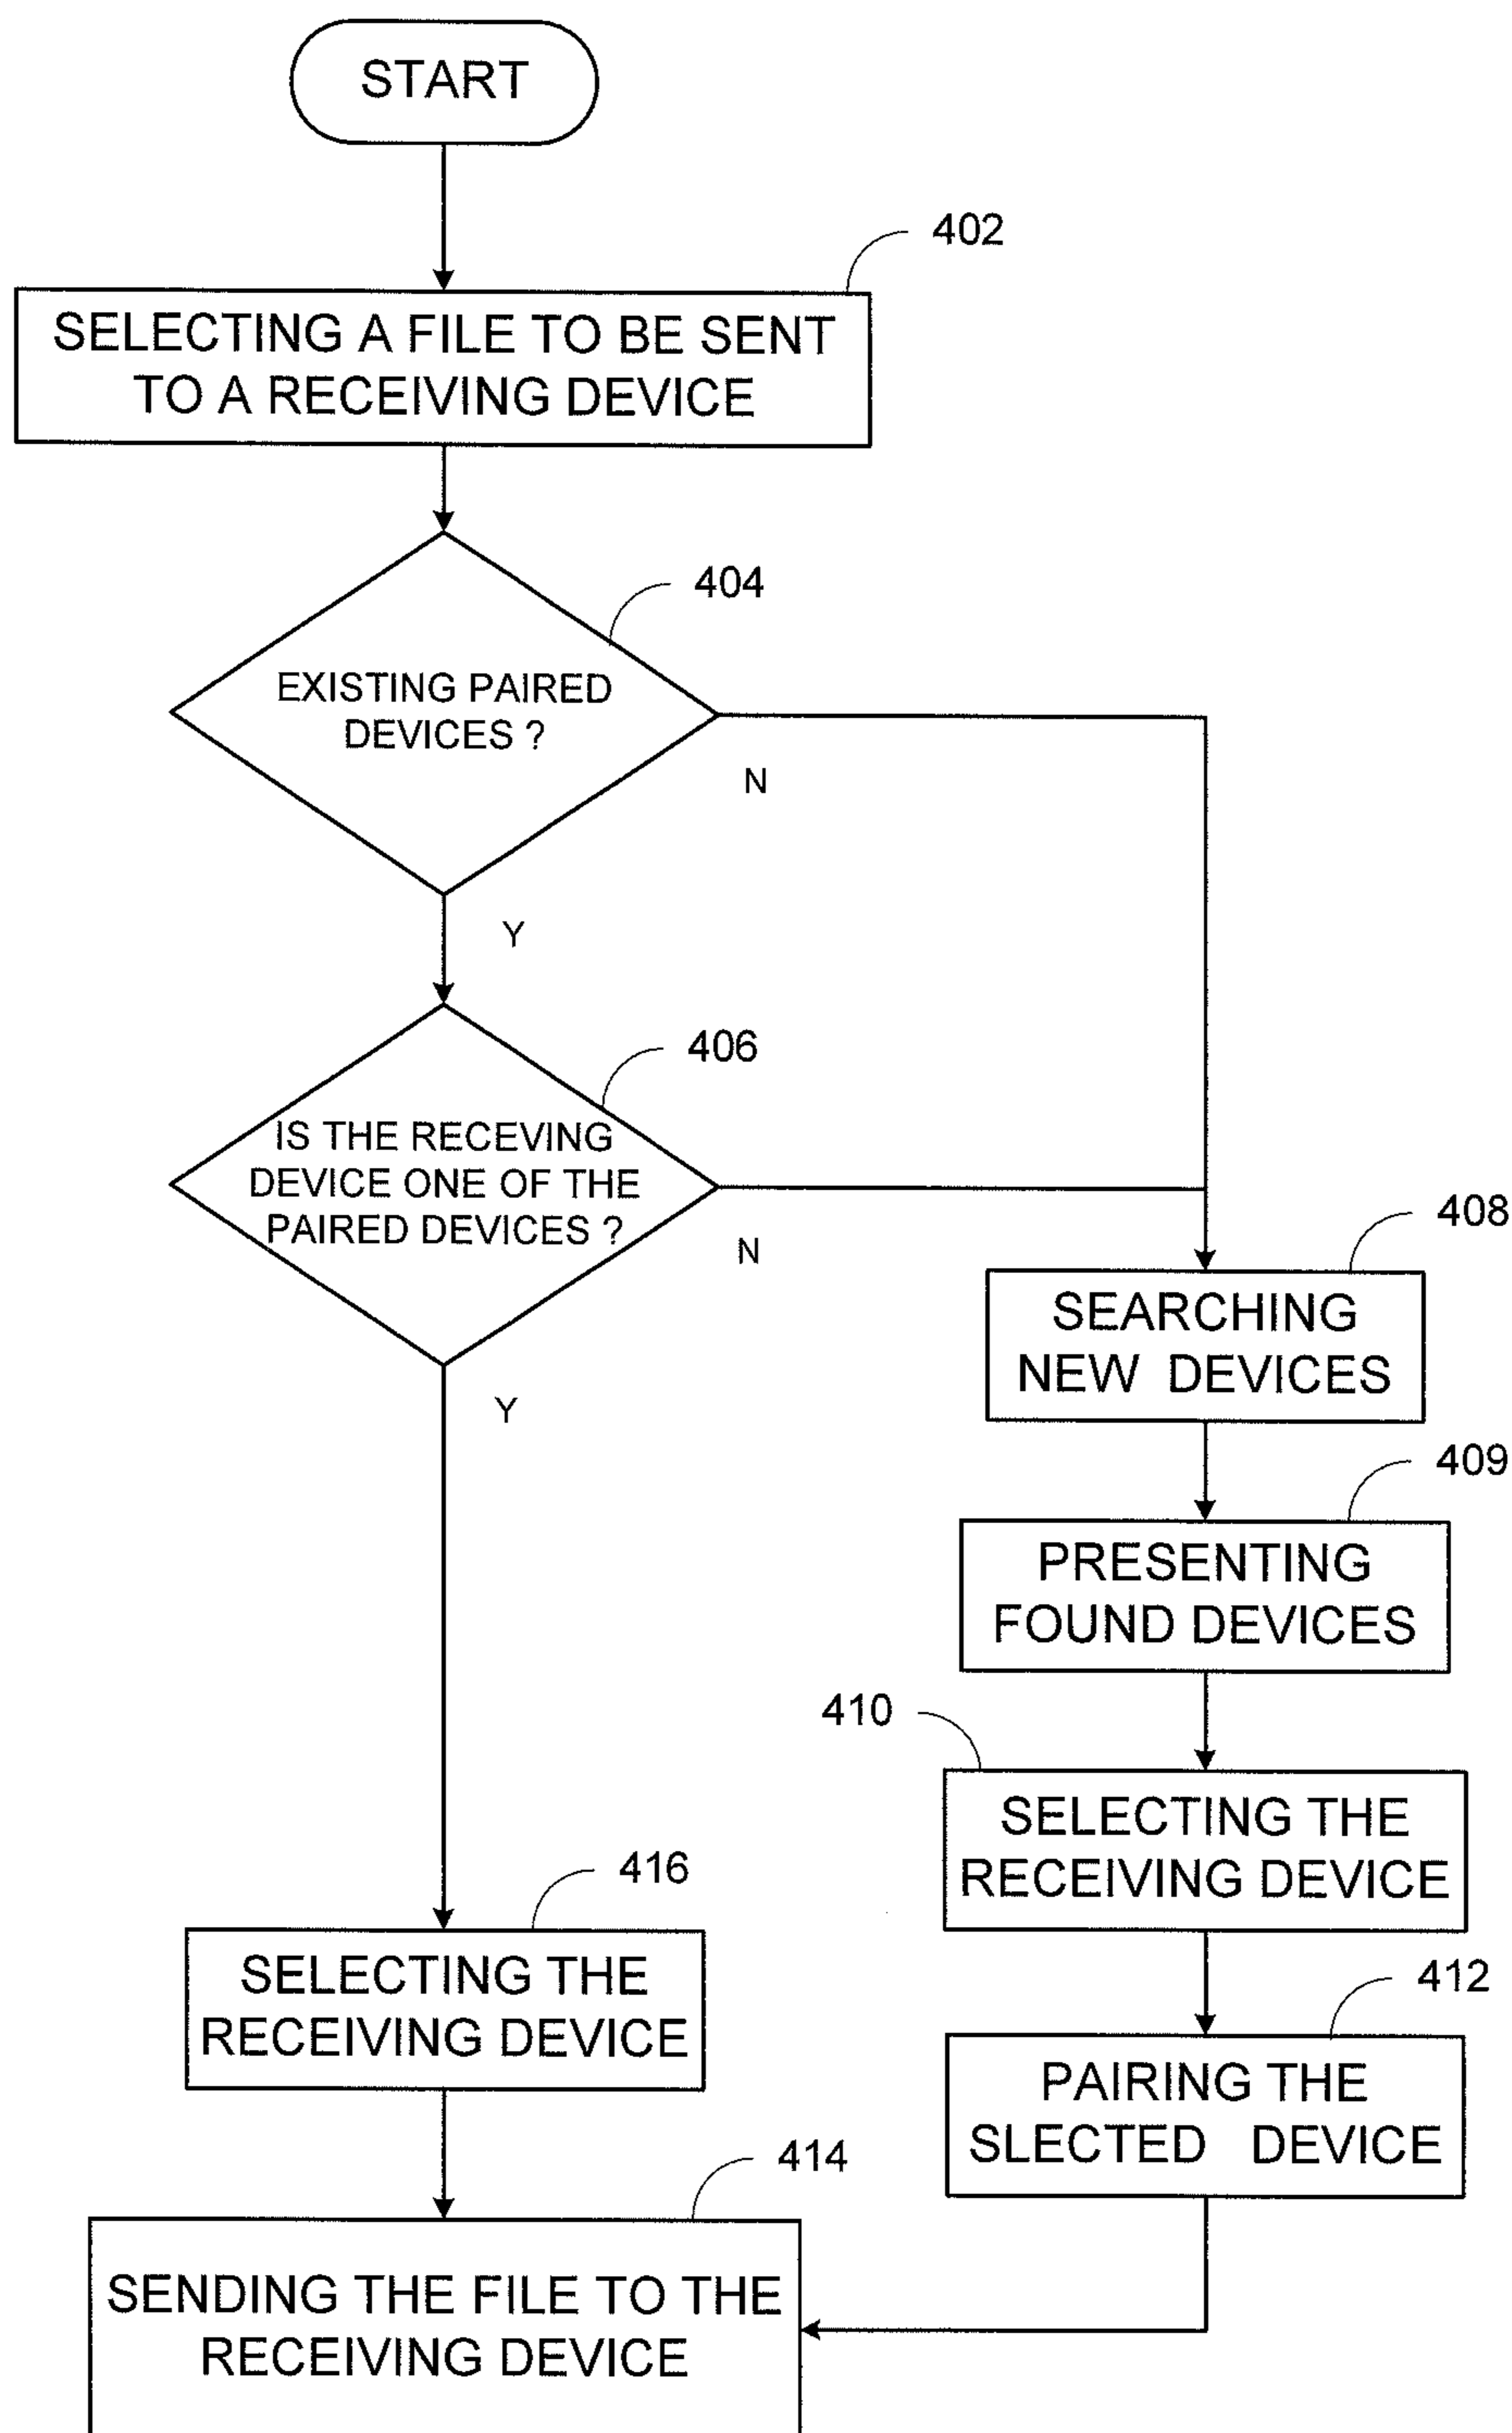 START
402
SELECTING A FILE TO BE SENT
TO A RECEIVING DEVICE
404
EXISTING PAIRED
DEVICES ?
N
Y
406
IS THE RECEVING
DEVICE ONE OF THE
PAIRED DEVICES ?
N
Y
408
SEARCHING
NEW DEVICES
409
PRESENTING
FOUND DEVICES
410
SELECTING THE
RECEIVING DEVICE
416
SELECTING THE
RECEIVING DEVICE
412
PAIRING THE
SLECTED DEVICE
414
SENDING THE FILE TO THE
RECEIVING DEVICE